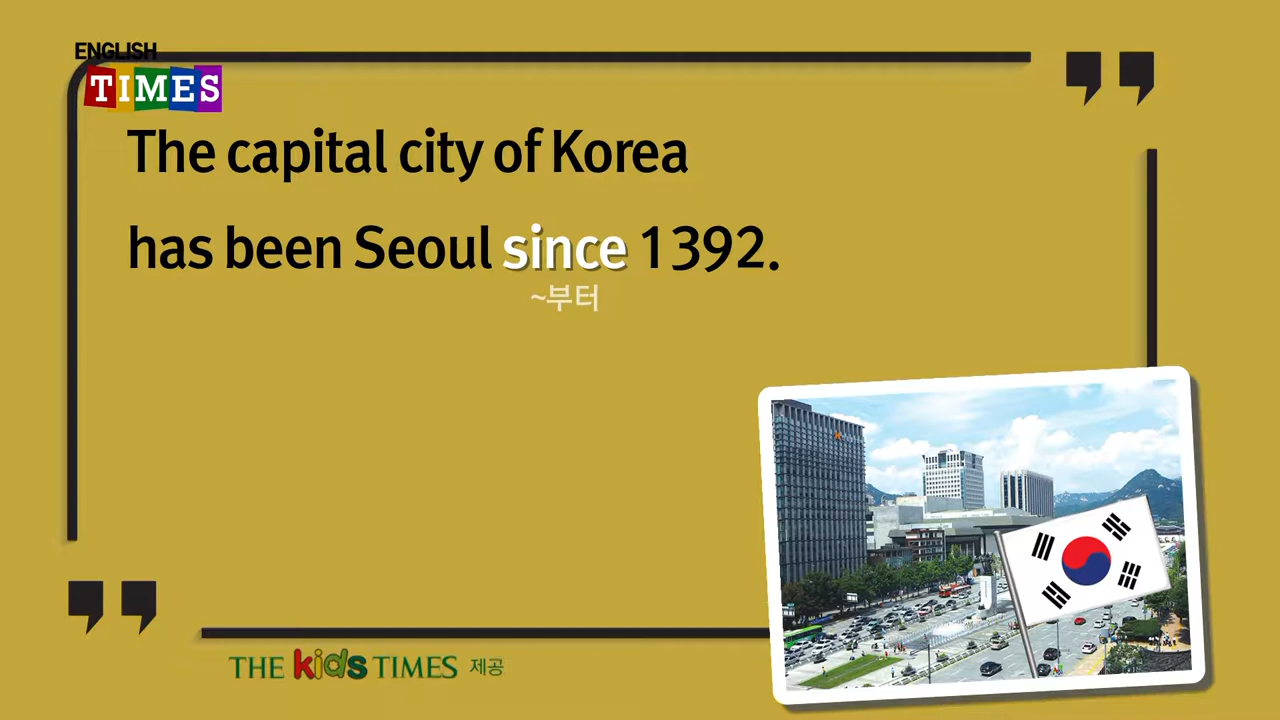 ENGLISH
TIMES
The capital city of Korea
has been Seoul since 1392.
~부터
THE kids TIMES 제공